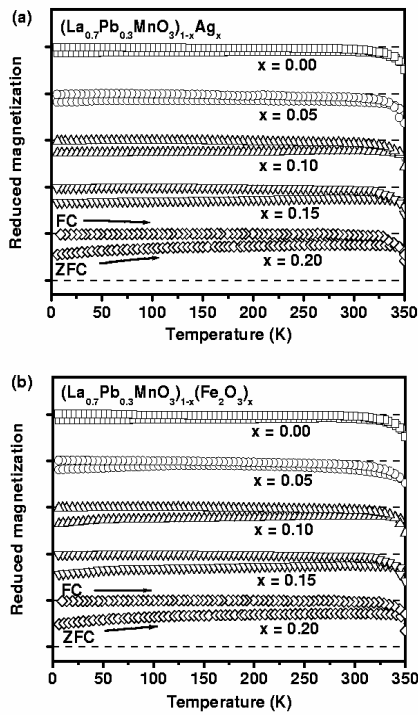 (a)
(La0.7Pb0.3MnO3)1-xAgx
x = 0.00
x = 0.05
x = 0.10
x = 0.15
FC
ZFC
x = 0.20
Reduced magnetization
0 50 100 150 200 250 300 350
Temperature (K)
(b)
(La0.7Pb0.3MnO3)1-x(Fe2O3)x
x = 0.00
x = 0.05
x = 0.10
x = 0.15
FC
ZFC
x = 0.20
Reduced magnetization
0 50 100 150 200 250 300 350
Temperature (K)